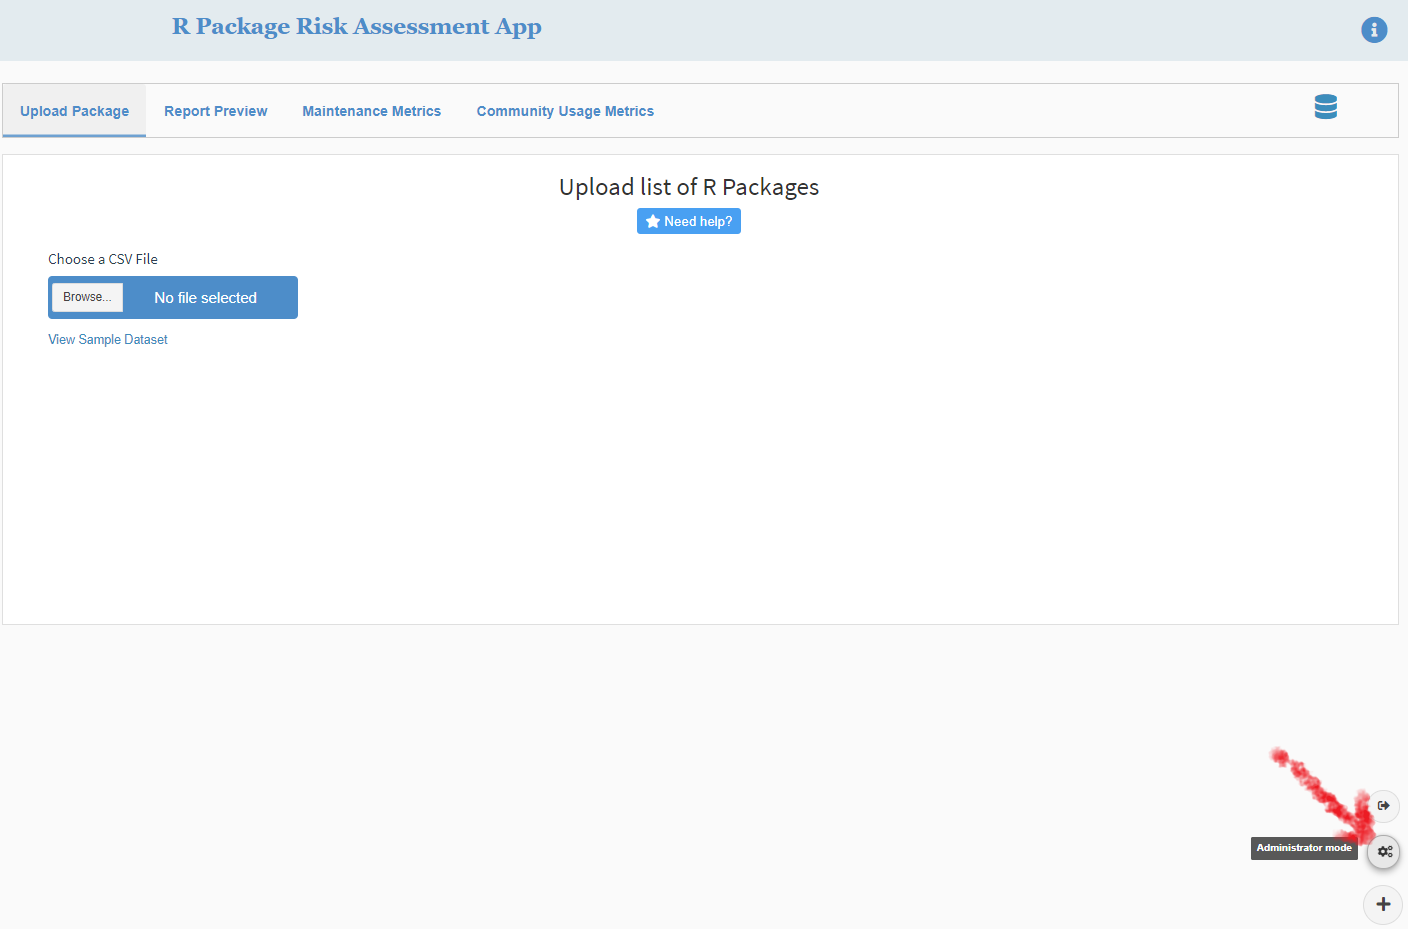 R Package Risk Assessment App
Upload Package
Report Preview
Maintenance Metrics
Community Usage Metrics
Upload list of R Packages
Need help?
Choose a CSV File
Browse...
No file selected
View Sample Dataset
Administrator mode